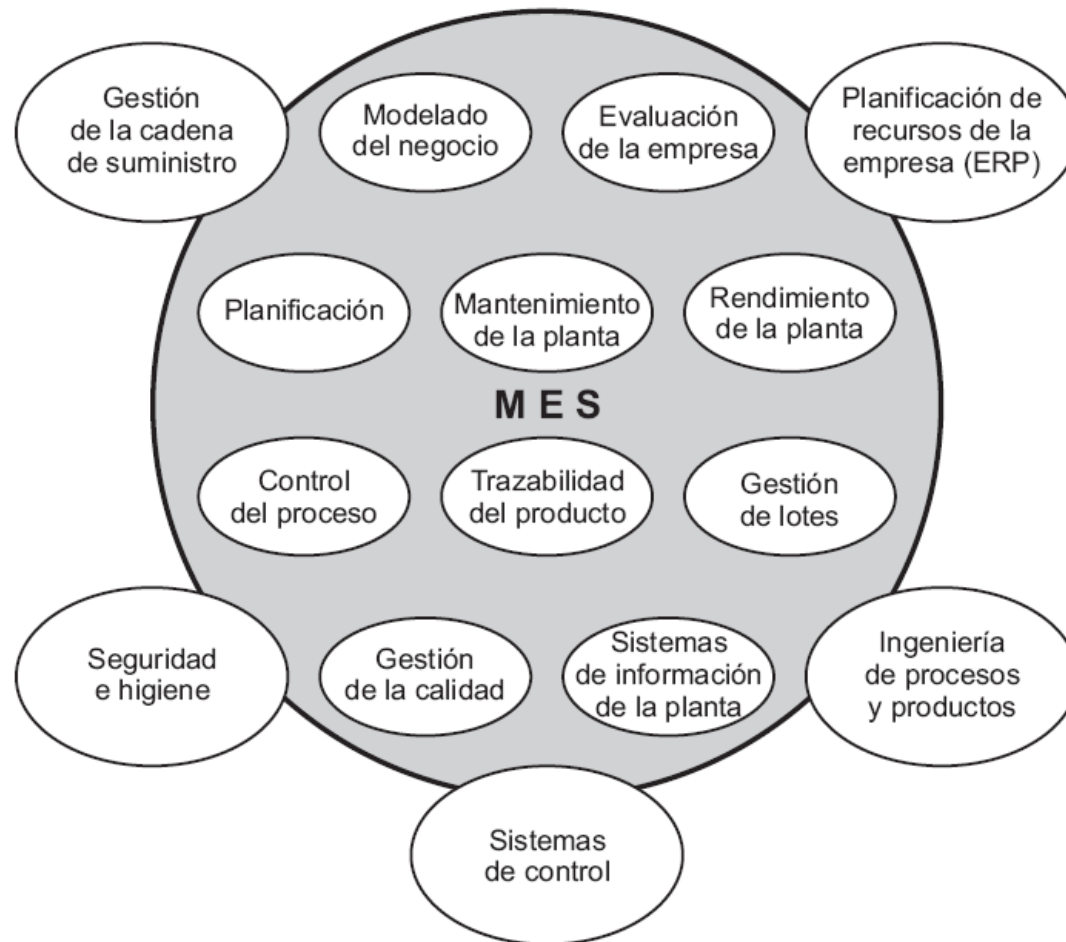 Gestión
de la cadena
de suministro
Modelado
del negocio
Evaluación
de la empresa
Planificación de
recursos de la
empresa (ERP)
Planificación
Mantenimiento
de la planta
Rendimiento
de la planta
M E S
Control
del proceso
Trazabilidad
del producto
Gestión
de lotes
Seguridad
e higiene
Gestión
de la calidad
Sistemas
de información
de la planta
Ingeniería
de procesos
y productos
Sistemas
de control